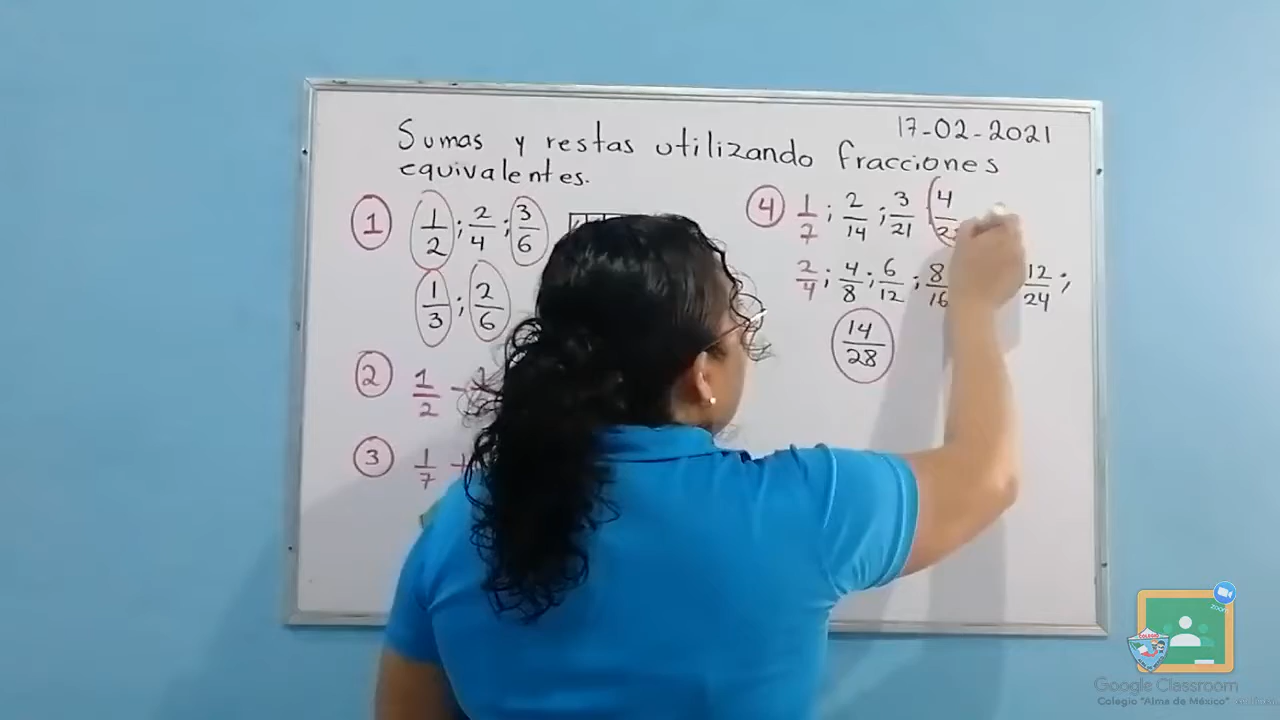 17-02-2021
Sumas y restas utilizando fracciones
equivalentes.
1 1/2 ; 2/4 ; 3/6
1/3 ; 2/6
2 1/2 -
3 1/7 +
4 1/7 ; 2/14 ; 3/21
2/4 ; 4/8 ; 6/12 ; 8/16 12/24 ;
14/28
zoom
COLEGIO
Google Classroom
Colegio "Alma de México"